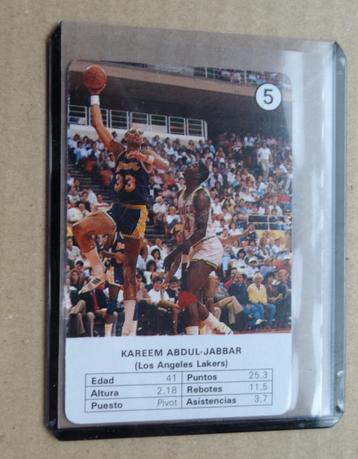 5
33
KAREEM ABDUL-JABBAR
(Los Angeles Lakers)
Edad 41 Puntos 25.3
Altura 2.18 Rebotes 11,5
Puesto Pivot Asistencias 3,7